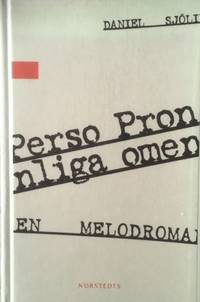 DANIEL SJÖLI
Perso Pron
nliga omen
EN MELODROMA
NORSTEDTS